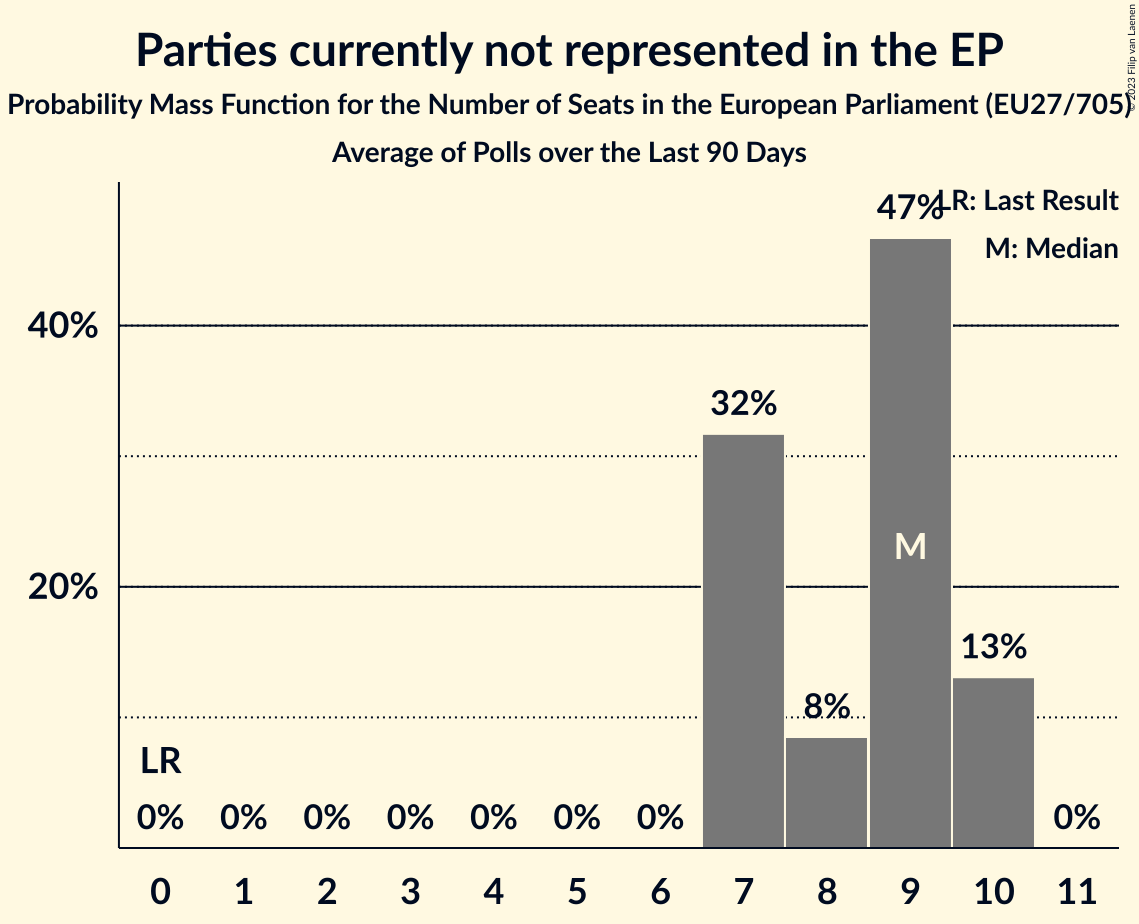 Parties currently not represented in the EP
Probability Mass Function for the Number of Seats in the European Parliament (EU27/705)
Average of Polls over the Last 90 Days
© 2023 Filip van Laenen
LR: Last Result
M: Median
47%
40%
32%
M
20%
13%
8%
LR
0% 0% 0% 0% 0% 0% 0% 0%
0 1 2 3 4 5 6 7 8 9 10 11